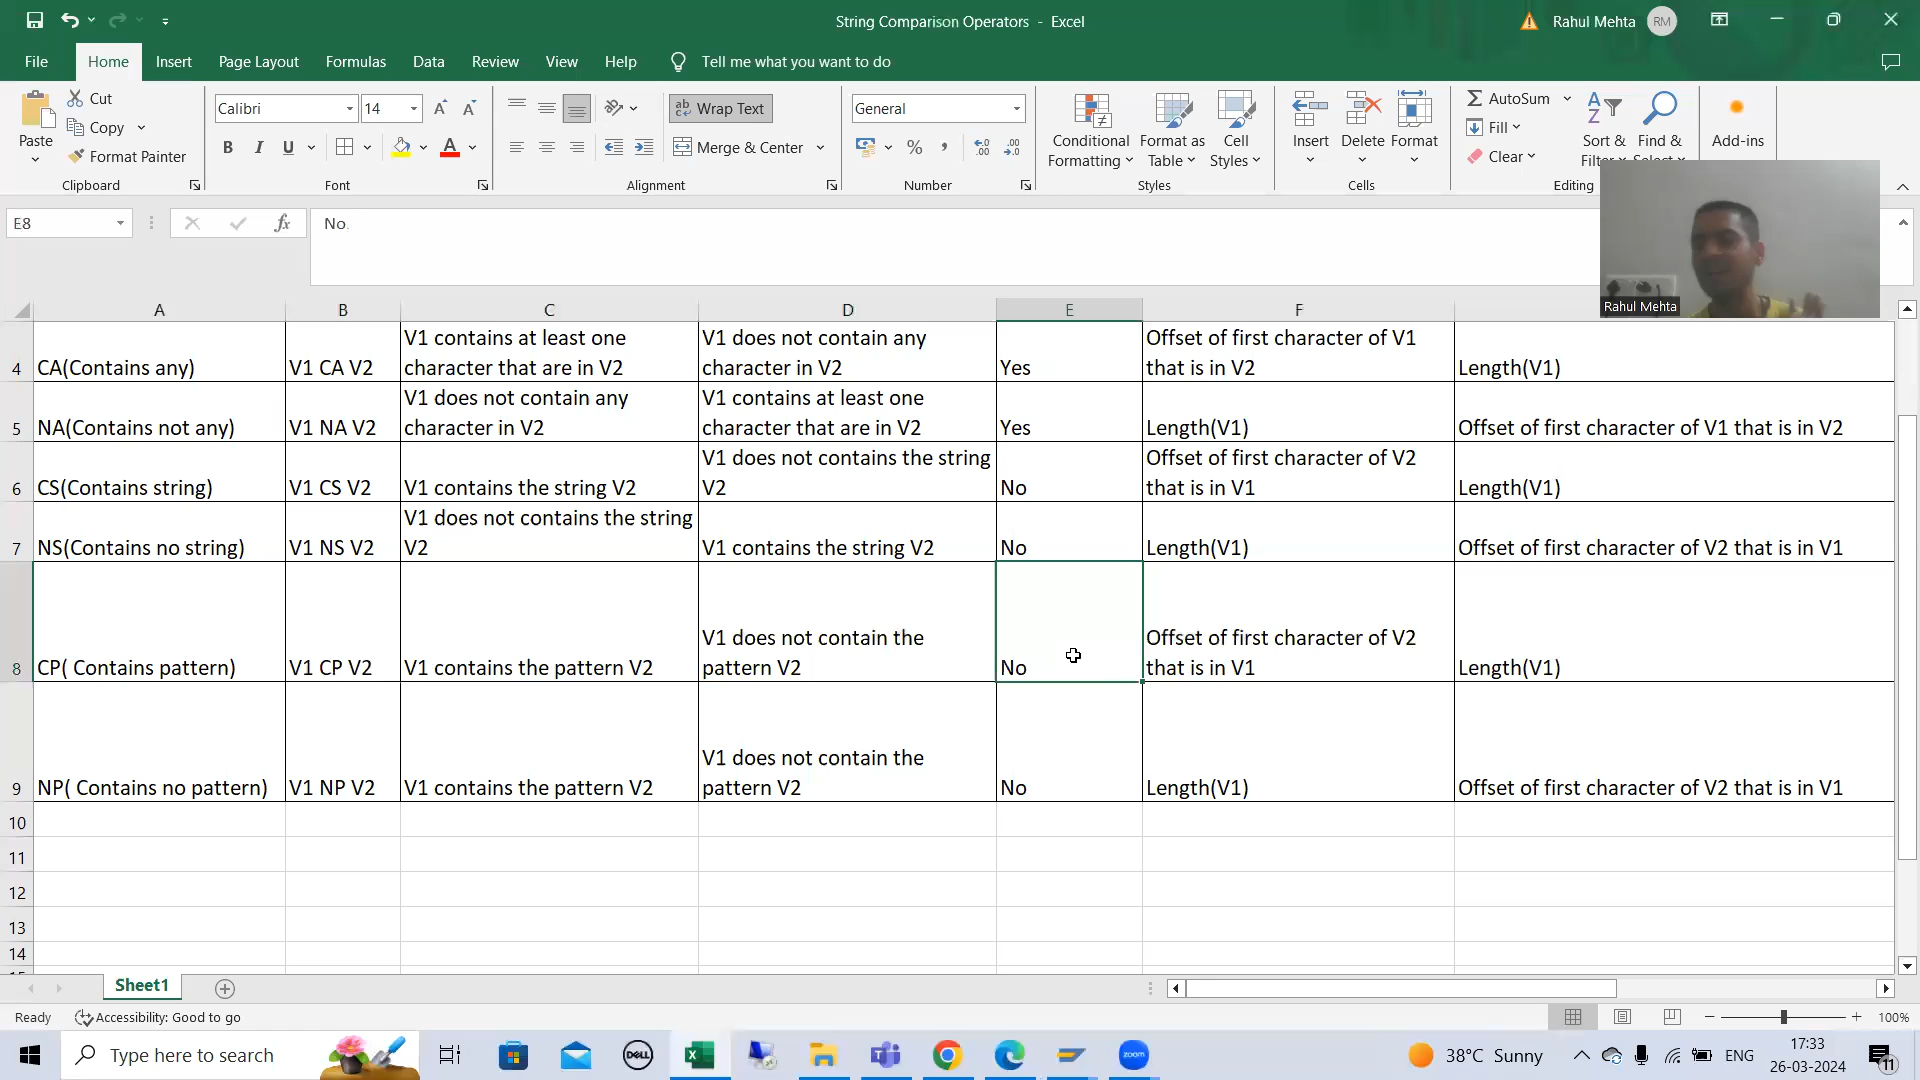 String Comparison Operators - Excel
Rahul Mehta
RM
File
Home
Insert
Page Layout
Formulas
Data
Review
View
Help
Tell me what you want to do
Paste
Cut
Copy
Format Painter
Clipboard
Calibri
14
B I U
Font
Wrap Text
Merge & Center
Alignment
General
Number
Conditional
Formatting
Format as
Table
Cell
Styles
Styles
Insert
Delete
Format
Cells
AutoSum
Fill
Clear
Sort &
Filter
Find &
Select
Editing
Add-ins
E8
fx
No
Rahul Mehta
A B C D E F
4
CA(Contains any)
V1 CA V2
V1 contains at least one
character that are in V2
V1 does not contain any
character in V2
Yes
Offset of first character of V1
that is in V2
Length(V1)
5
NA(Contains not any)
V1 NA V2
V1 does not contain any
character in V2
V1 contains at least one
character that are in V2
Yes
Length(V1)
Offset of first character of V1 that is in V2
6
CS(Contains string)
V1 CS V2
V1 contains the string V2
V1 does not contains the string
V2
No
Offset of first character of V2
that is in V1
Length(V1)
7
NS(Contains no string)
V1 NS V2
V1 does not contains the string
V2
V1 contains the string V2
No
Length(V1)
Offset of first character of V2 that is in V1
8
CP( Contains pattern)
V1 CP V2
V1 contains the pattern V2
V1 does not contain the
pattern V2
No
Offset of first character of V2
that is in V1
Length(V1)
9
NP( Contains no pattern)
V1 NP V2
V1 contains the pattern V2
V1 does not contain the
pattern V2
No
Length(V1)
Offset of first character of V2 that is in V1
10
11
12
13
14
Sheet1
Ready
Accessibility: Good to go
100%
Type here to search
DELL
zoom
38°C Sunny
ENG
17:33
26-03-2024
11